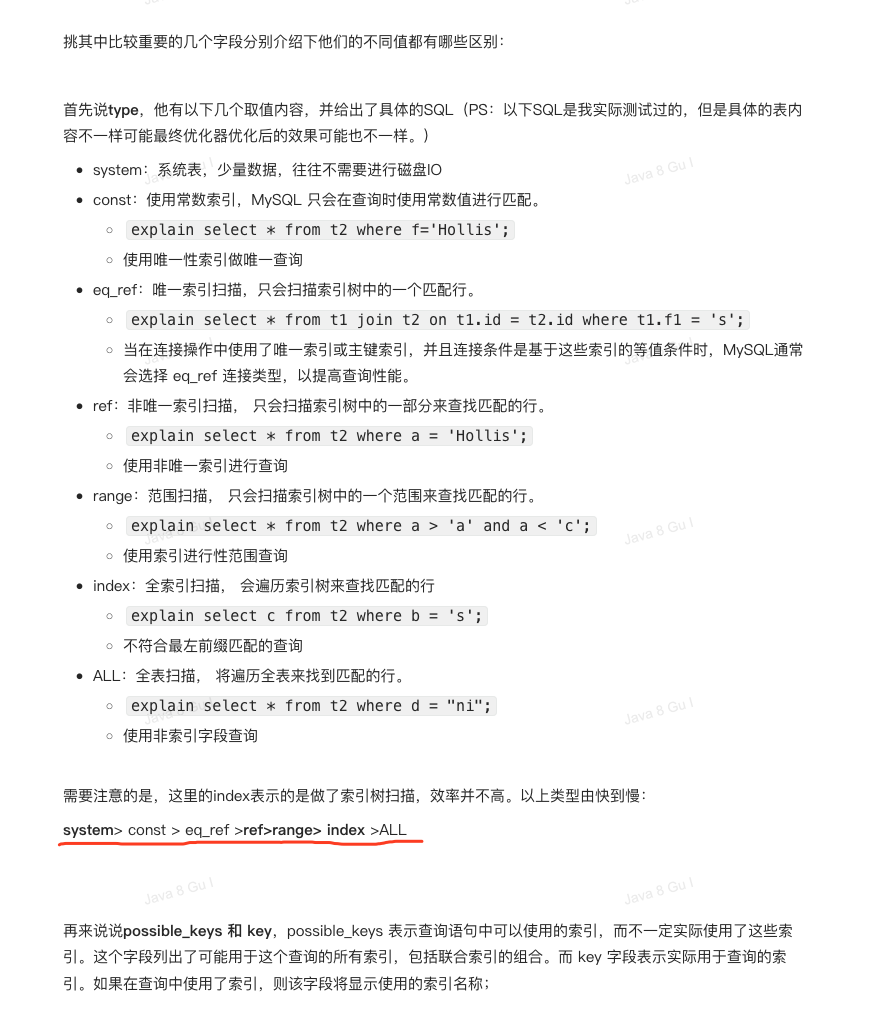 挑其中比较重要的几个字段分别介绍下他们的不同值都有哪些区别：
首先说type，他有以下几个取值内容，并给出了具体的SQL（PS：以下SQL是我实际测试过的，但是具体的表内
容不一样可能最终优化器优化后的效果可能也不一样。）
system：系统表，少量数据，往往不需要进行磁盘IO
const：使用常数索引，MySQL 只会在查询时使用常数值进行匹配。
explain select * from t2 where f='Hollis';
使用唯一性索引做唯一查询
eq_ref：唯一索引扫描，只会扫描索引树中的一个匹配行。
explain select * from t1 join t2 on t1.id = t2.id where t1.f1 = 's';
当在连接操作中使用了唯一索引或主键索引，并且连接条件是基于这些索引的等值条件时，MySQL通常
会选择 eq_ref 连接类型，以提高查询性能。
ref：非唯一索引扫描， 只会扫描索引树中的一部分来查找匹配的行。
explain select * from t2 where a = 'Hollis';
使用非唯一索引进行查询
range：范围扫描， 只会扫描索引树中的一个范围来查找匹配的行。
explain select * from t2 where a > 'a' and a < 'c';
使用索引进行性范围查询
index：全索引扫描， 会遍历索引树来查找匹配的行
explain select c from t2 where b = 's';
不符合最左前缀匹配的查询
ALL：全表扫描， 将遍历全表来找到匹配的行。
explain select * from t2 where d = "ni";
使用非索引字段查询
需要注意的是，这里的index表示的是做了索引树扫描，效率并不高。以上类型由快到慢：
system> const > eq_ref >ref>range> index >ALL
Java 8 Gu I
Java 8 Gu I
再来说说possible_keys 和 key，possible_keys 表示查询语句中可以使用的索引，而不一定实际使用了这些索
引。这个字段列出了可能用于这个查询的所有索引，包括联合索引的组合。而 key 字段表示实际用于查询的索
引。如果在查询中使用了索引，则该字段将显示使用的索引名称；